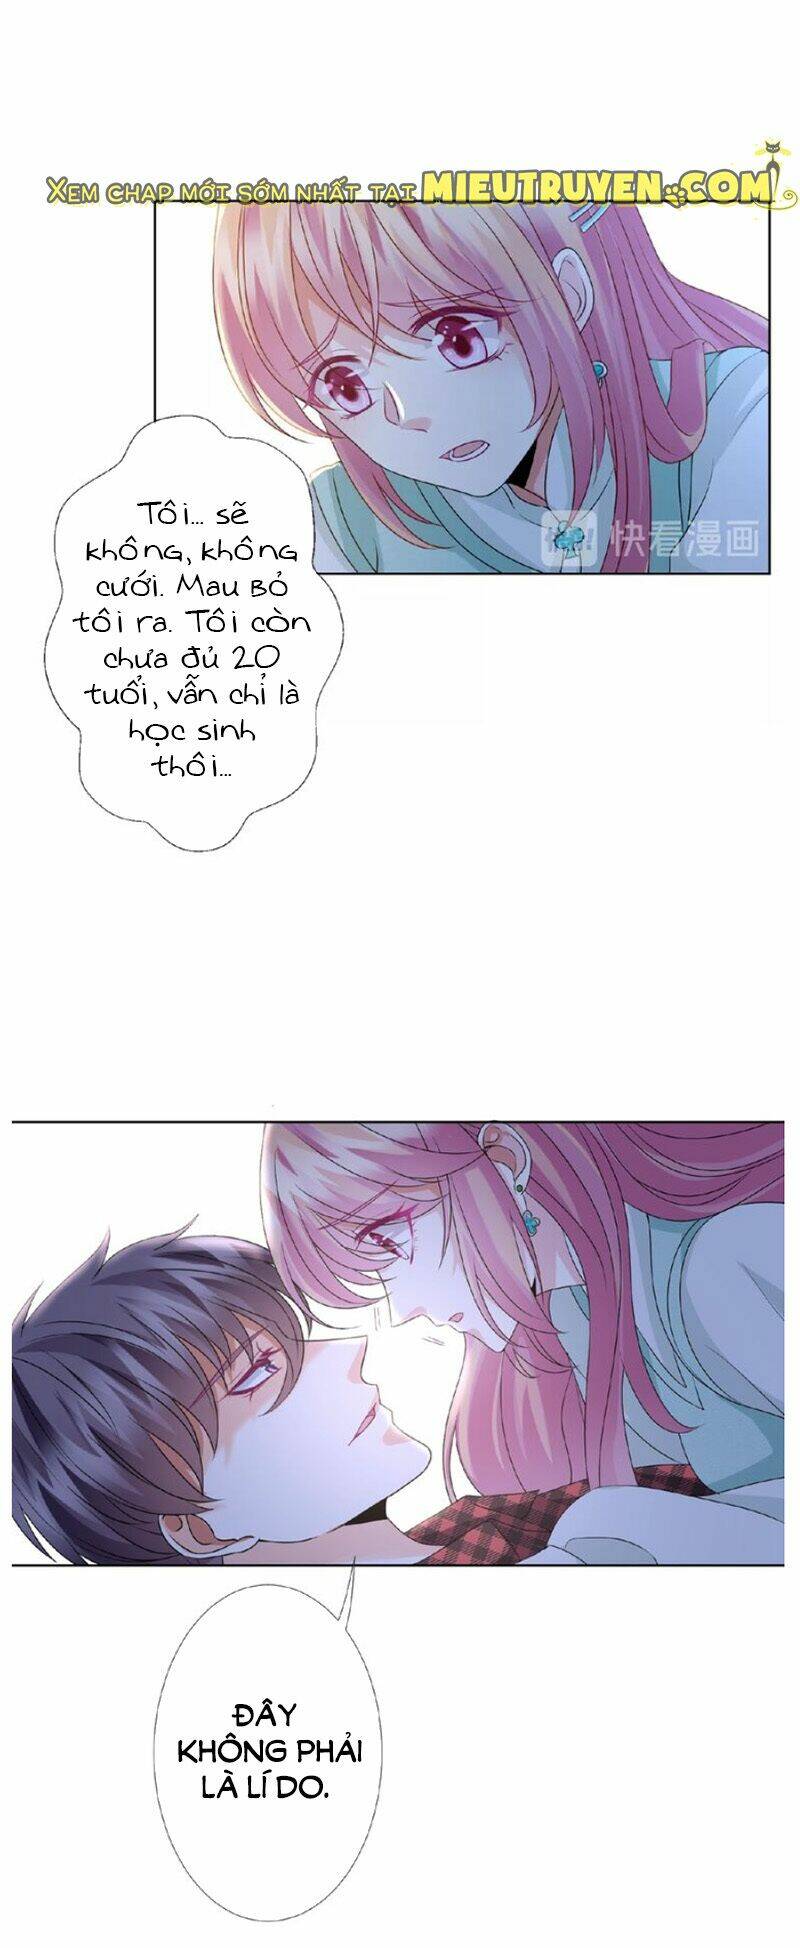 XEM CHAP MỚI SỚM NHẤT TẠI MIEUTRUYEN.COM
快看漫画
TÔI... SẼ
KHÔNG, KHÔNG
CƯỚI. MAU BỎ
TÔI RA. TÔI CÒN
CHƯA ĐỦ 20
TUỔI, VẪN CHỈ LÀ
HỌC SINH
THÔI...
ĐÂY
KHÔNG PHẢI
LÀ LÍ DO.